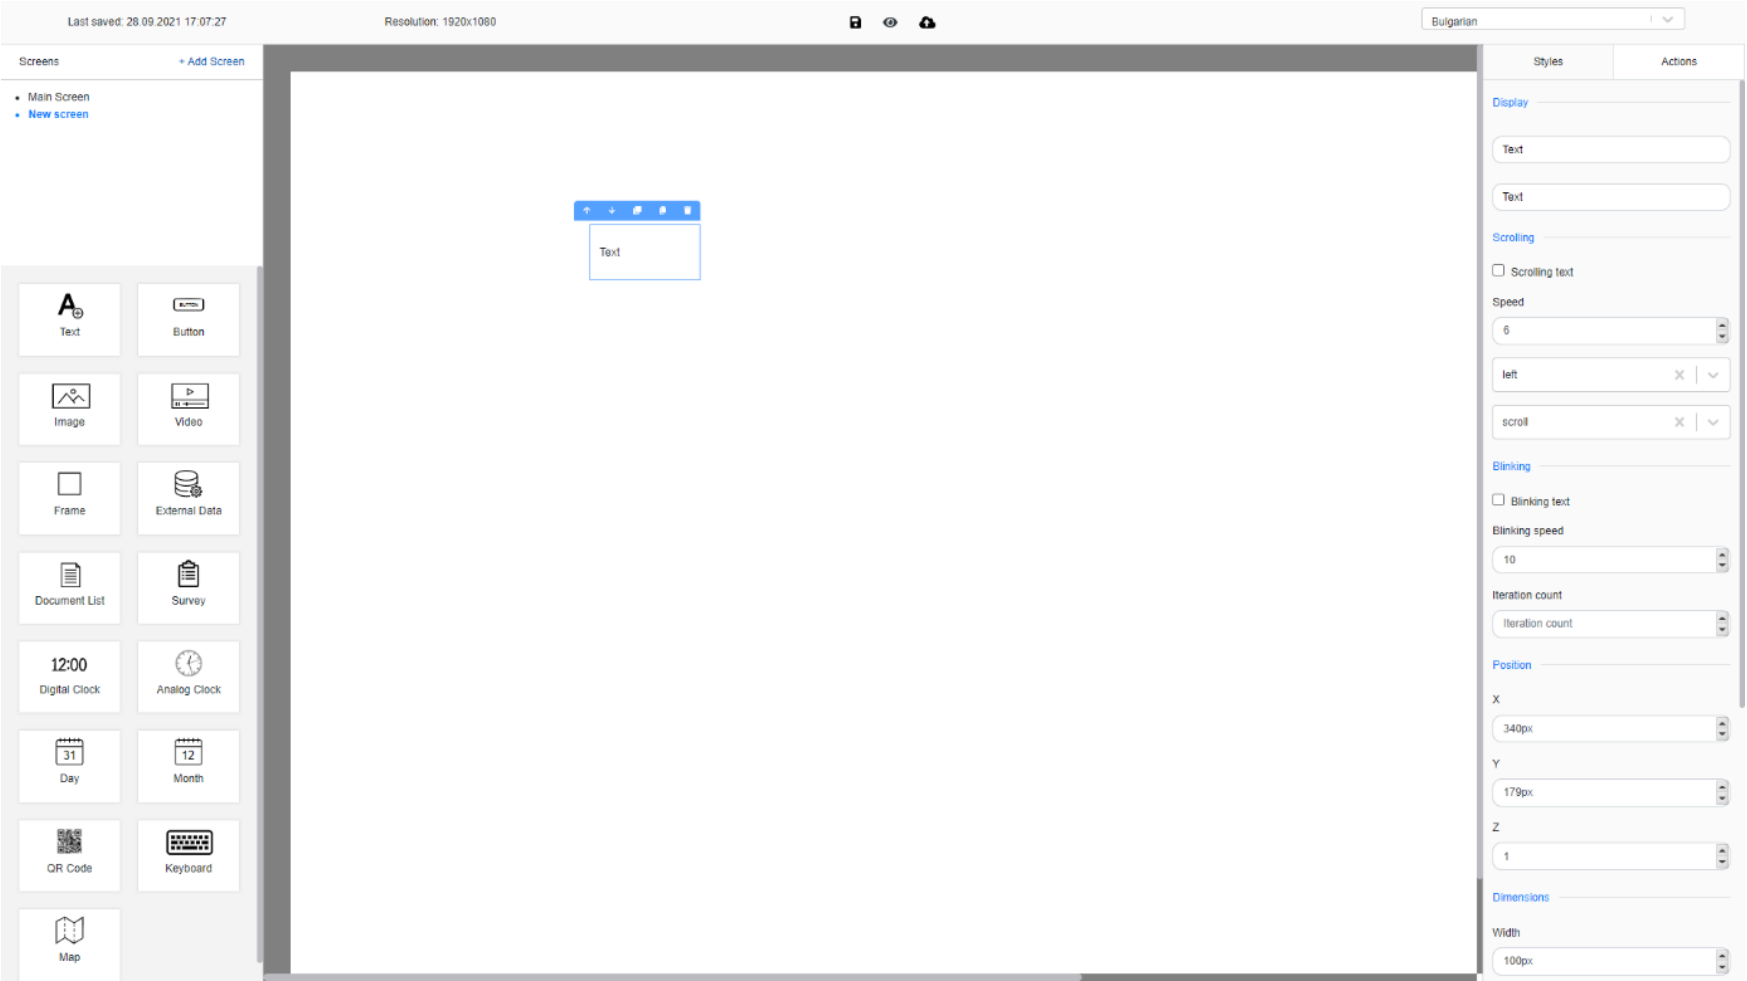 Last saved: 28.09.2021 17:07:27
Resolution: 1920x1080
Bulgarian
Screens
+ Add Screen
Main Screen
New screen
Text
Button
BUTTON
Image
Video
Frame
External Data
Document List
Survey
12:00
Digital Clock
Analog Clock
31
Day
12
Month
QR Code
Keyboard
Map
Text
Styles
Actions
Display
Text
Text
Scrolling
Scrolling text
Speed
6
left
scroll
Blinking
Blinking text
Blinking speed
10
Iteration count
Iteration count
Position
X
340px
Y
179px
Z
1
Dimensions
Width
100px